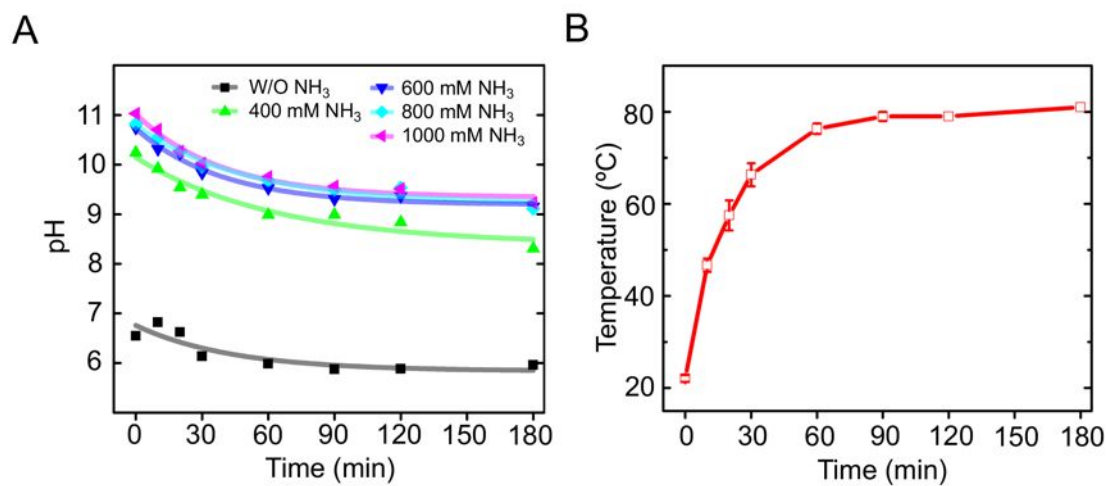 A
W/O NH₃
400 mM NH₃
600 mM NH₃
800 mM NH₃
1000 mM NH₃
pH
11
10
9
8
7
6
0 30 60 90 120 150 180
Time (min)
B
Temperature (ºC)
80
60
40
20
0 30 60 90 120 150 180
Time (min)